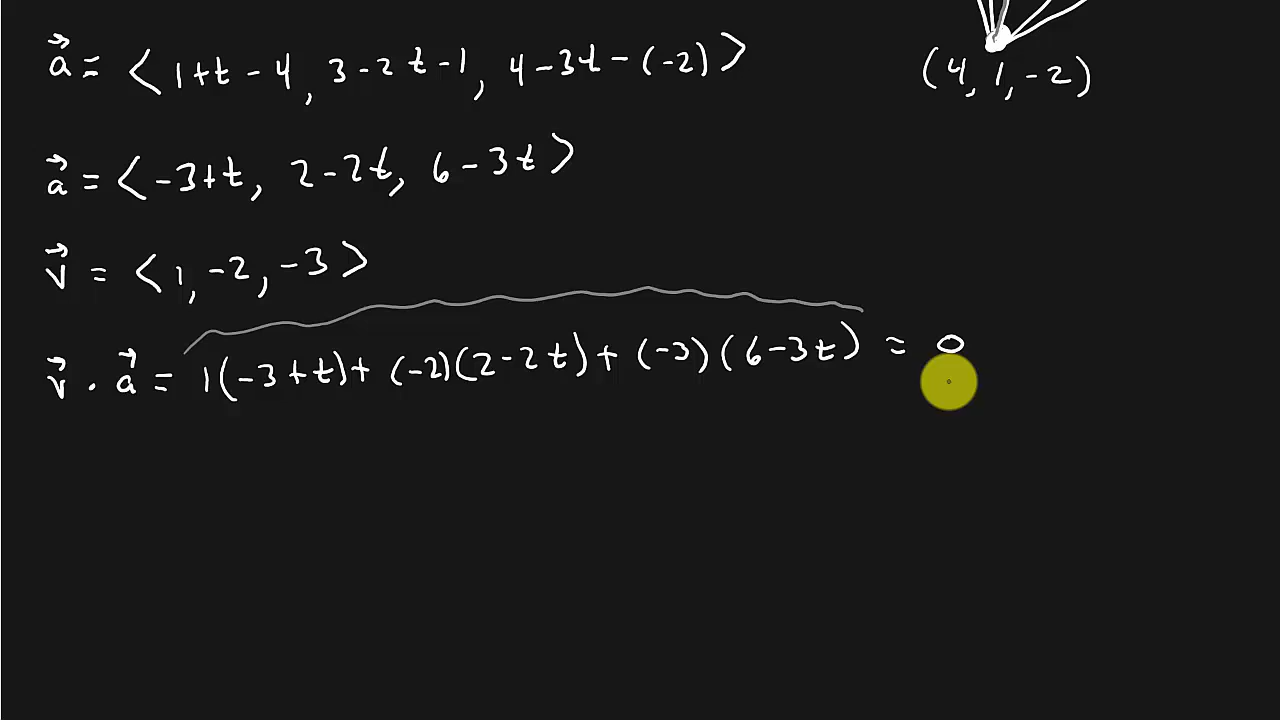 a⃗ = <1+t-4, 3-2t-1, 4-3t-(-2)>
(4, 1, -2)
a⃗ = <-3+t, 2-2t, 6-3t>
v⃗ = <1, -2, -3>
v⃗ · a⃗ = 1(-3+t)+(-2)(2-2t)+(-3)(6-3t) = 0